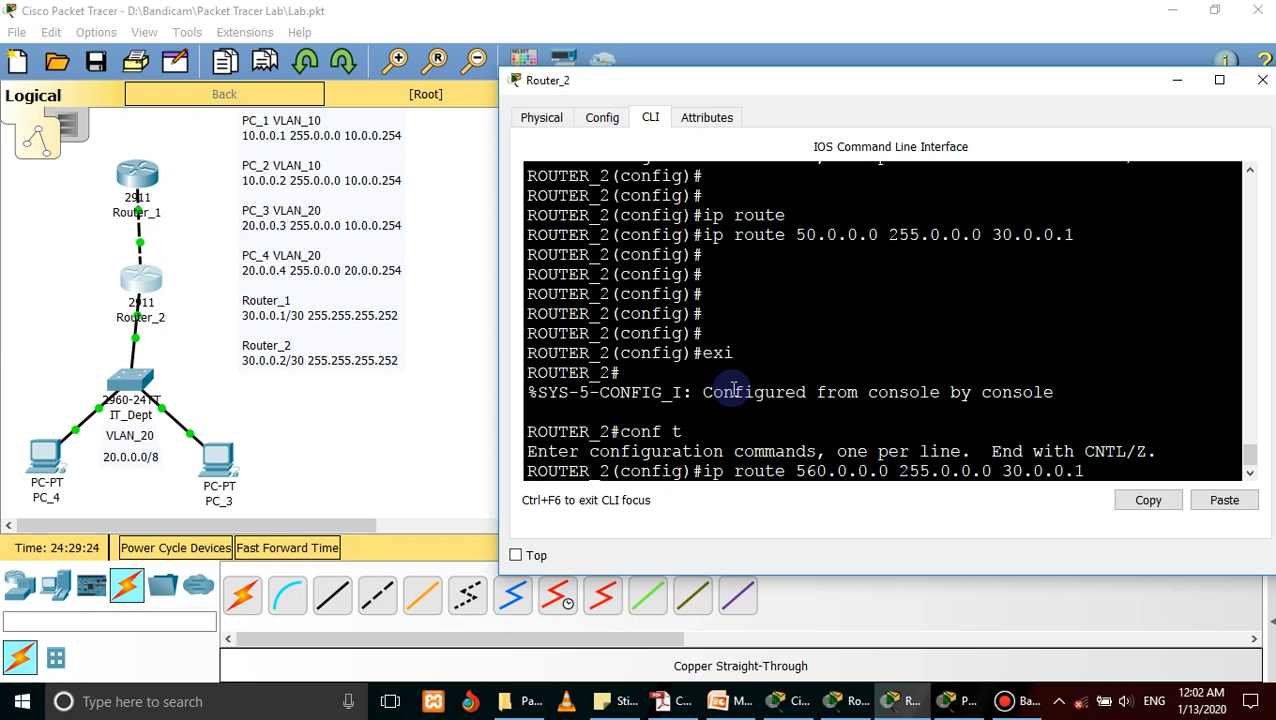 Cisco Packet Tracer - D:\Bandicam\Packet Tracer Lab\Lab.pkt
File Edit Options View Tools Extensions Help
Logical
Back
[Root]
PC_1 VLAN_10
10.0.0.1 255.0.0.0 10.0.0.254
PC_2 VLAN_10
10.0.0.2 255.0.0.0 10.0.0.254
PC_3 VLAN_20
20.0.0.3 255.0.0.0 20.0.0.254
PC_4 VLAN_20
20.0.0.4 255.0.0.0 20.0.0.254
Router_1
30.0.0.1/30 255.255.255.252
Router_2
30.0.0.2/30 255.255.255.252
2911
Router_1
2911
Router_2
2960-24TT
IT_Dept
VLAN_20
20.0.0.0/8
PC-PT
PC_4
PC-PT
PC_3
Router_2
Physical Config CLI Attributes
IOS Command Line Interface
ROUTER_2(config)#
ROUTER_2(config)#
ROUTER_2(config)#ip route
ROUTER_2(config)#ip route 50.0.0.0 255.0.0.0 30.0.0.1
ROUTER_2(config)#
ROUTER_2(config)#
ROUTER_2(config)#
ROUTER_2(config)#
ROUTER_2(config)#
ROUTER_2(config)#exi
ROUTER_2#
%SYS-5-CONFIG_I: Configured from console by console
ROUTER_2#conf t
Enter configuration commands, one per line.  End with CNTL/Z.
ROUTER_2(config)#ip route 560.0.0.0 255.0.0.0 30.0.0.1
Ctrl+F6 to exit CLI focus
Copy
Paste
Top
Time: 24:29:24
Power Cycle Devices
Fast Forward Time
Copper Straight-Through
Type here to search
Pa...
Sti...
C...
M...
Ci...
Ro...
R...
P...
Ba...
ENG
12:02 AM
1/13/2020